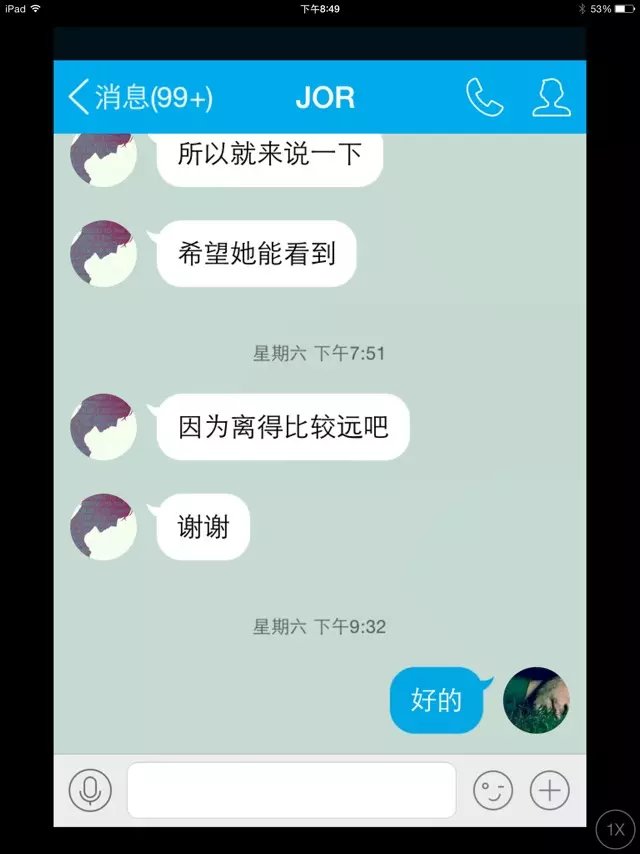 iPad 下午8:49 53%
消息(99+) JOR
所以就来说一下
希望她能看到
星期六 下午7:51
因为离得比较远吧
谢谢
星期六 下午9:32
好的
1X